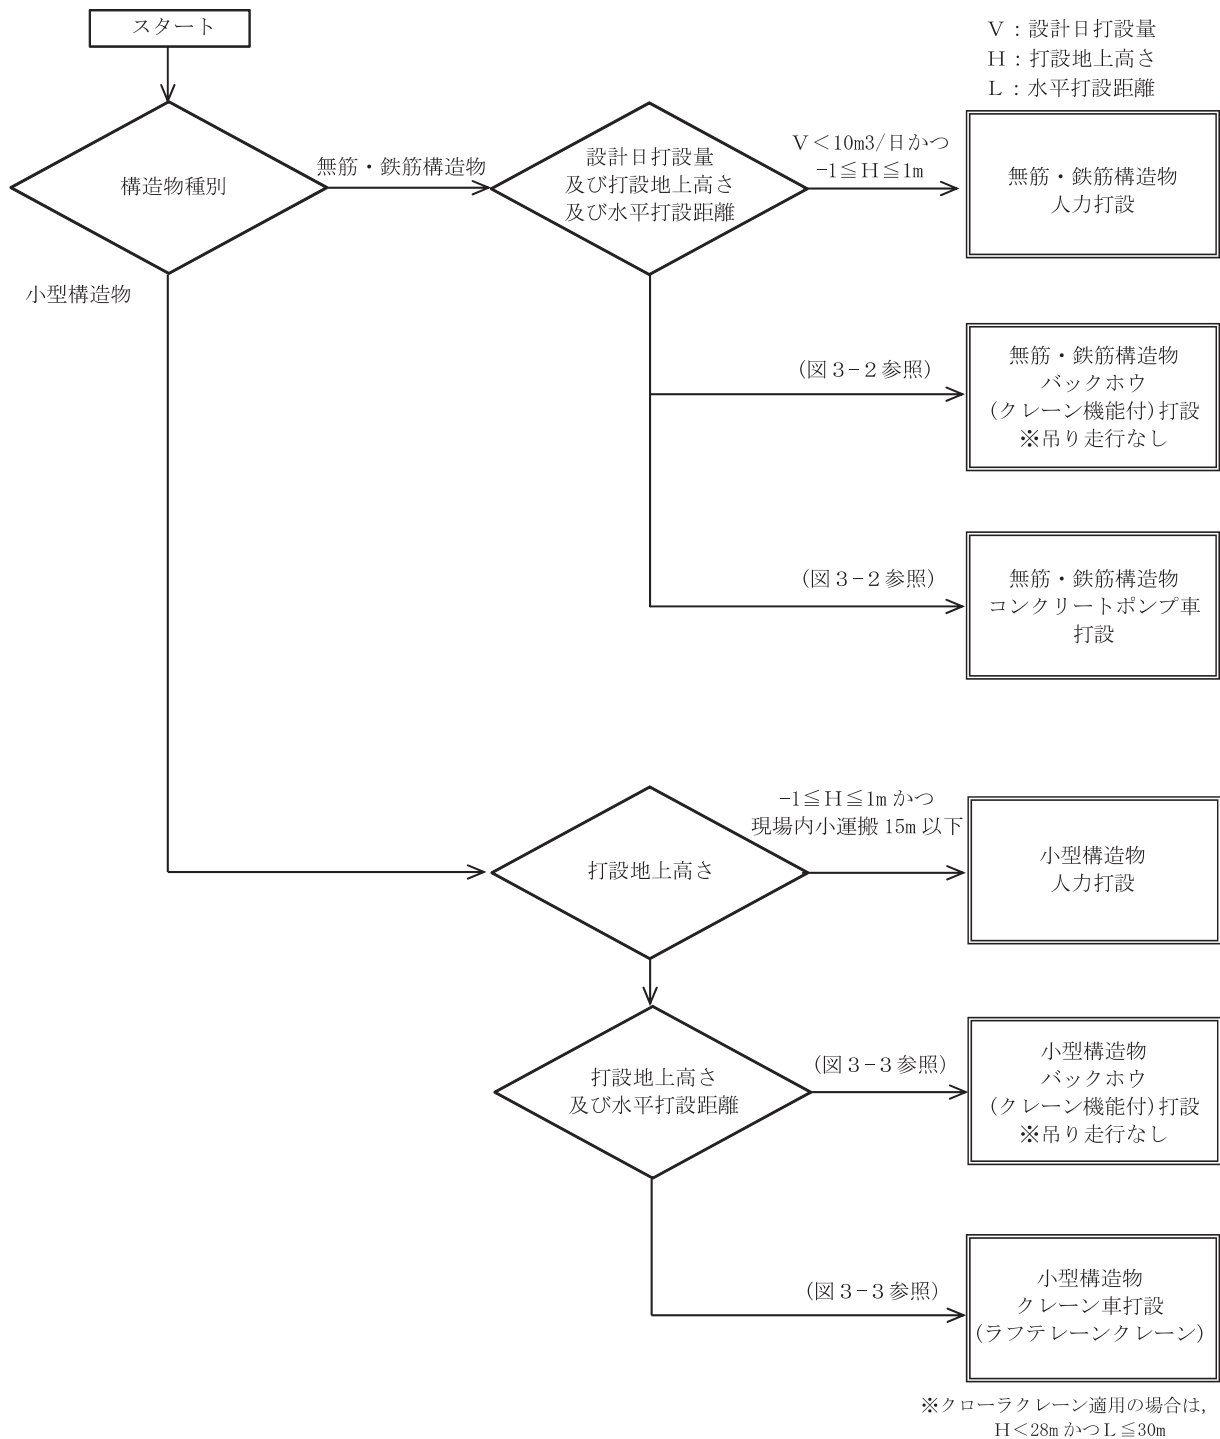 スタート
V：設計日打設量
H：打設地上高さ
L：水平打設距離
構造物種別
無筋・鉄筋構造物
設計日打設量
及び打設地上高さ
及び水平打設距離
V＜10m3/日かつ
-1≦H≦1m
無筋・鉄筋構造物
人力打設
小型構造物
(図３-２参照)
無筋・鉄筋構造物
バックホウ
(クレーン機能付)打設
※吊り走行なし
(図３-２参照)
無筋・鉄筋構造物
コンクリートポンプ車
打設
打設地上高さ
-1≦H≦1mかつ
現場内小運搬15m以下
小型構造物
人力打設
打設地上高さ
及び水平打設距離
(図３-３参照)
小型構造物
バックホウ
(クレーン機能付)打設
※吊り走行なし
(図３-３参照)
小型構造物
クレーン車打設
(ラフテレーンクレーン)
※クローラクレーン適用の場合は，
H＜28mかつL≦30m